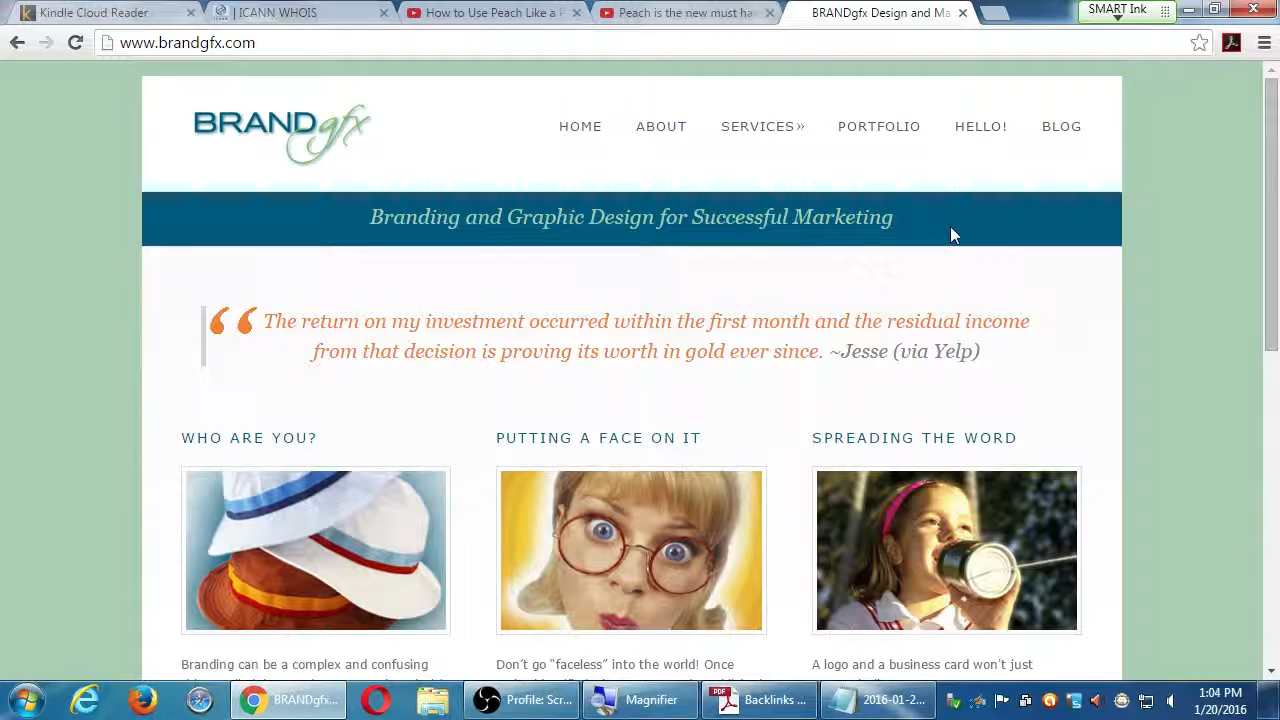 Kindle Cloud Reader
| ICANN WHOIS
How to Use Peach Like a
Peach is the new must ha
BRANDgfx Design and Ma
SMART Ink
www.brandgfx.com
BRANDgfx
HOME ABOUT SERVICES» PORTFOLIO HELLO! BLOG
Branding and Graphic Design for Successful Marketing
“ The return on my investment occurred within the first month and the residual income
from that decision is proving its worth in gold ever since. ~Jesse (via Yelp)
WHO ARE YOU?
PUTTING A FACE ON IT
SPREADING THE WORD
Branding can be a complex and confusing
Don’t go “faceless” into the world! Once
A logo and a business card won't just
BRANDgfx...
Profile: Scr...
Magnifier
PDF
Backlinks ...
2016-01-2...
1:04 PM
1/20/2016